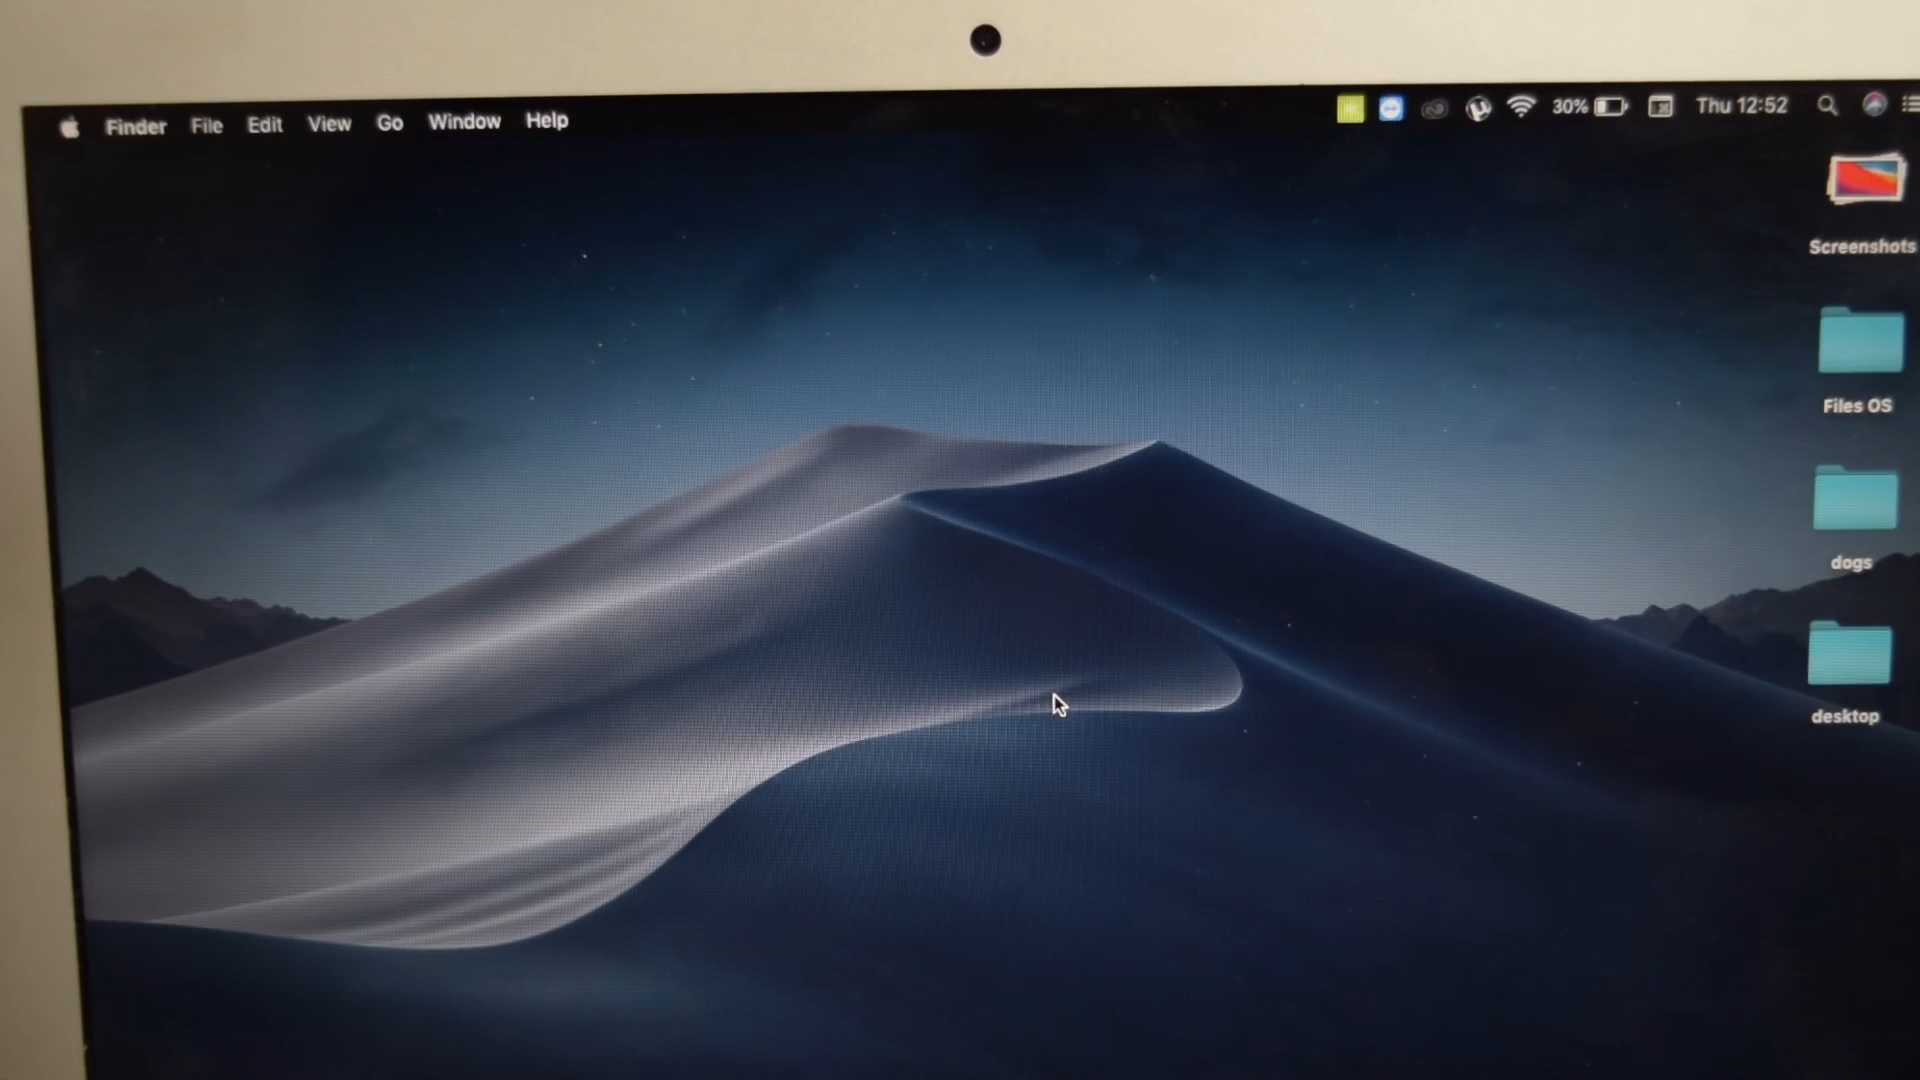 Finder File Edit View Go Window Help 30% Thu 12:52
Screenshots
Files OS
dogs
desktop